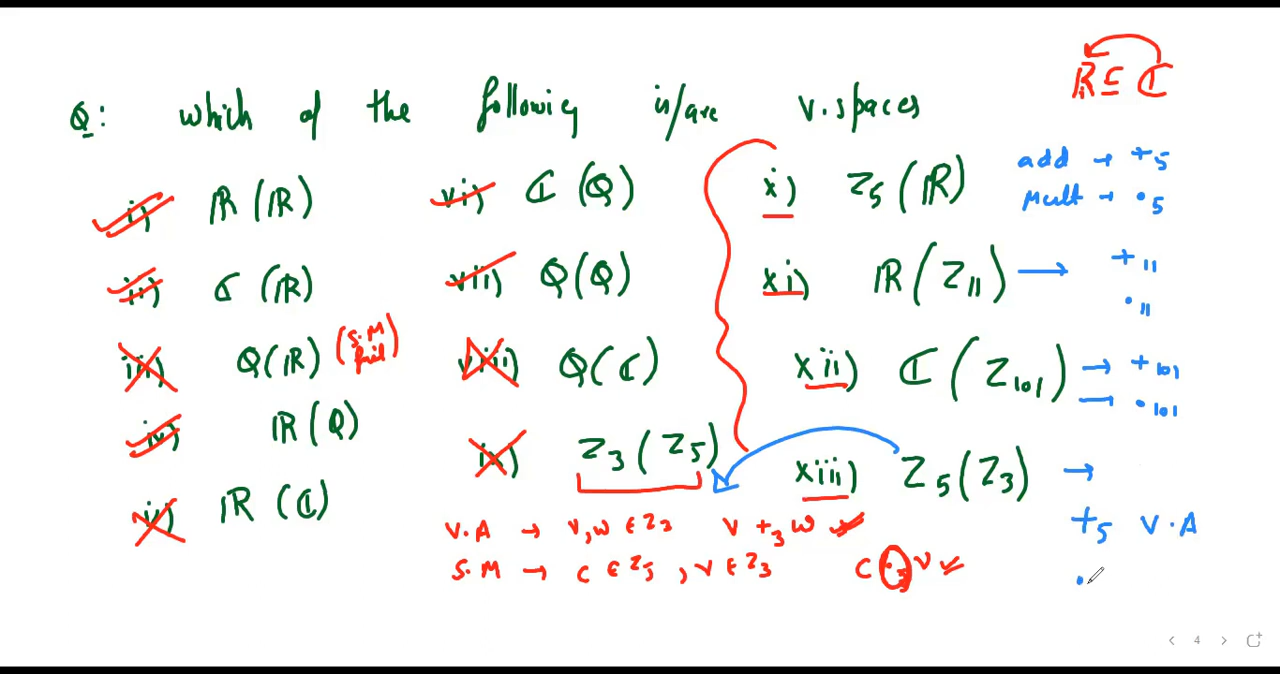 Q: which of the following is/are v.spaces
ℝ ⊆ ℂ
i) ℝ(ℝ)
ii) ℂ(ℝ)
iii) ℚ(ℝ) (S.M fail)
iv) ℝ(ℚ)
v) ℝ(ℂ)
vi) ℂ(ℚ)
vii) ℚ(ℚ)
viii) ℚ(ℂ)
ix) Z₃(Z₅)
V.A → v, w ∈ Z₃ v +₃ w ✓
S.M → c ∈ Z₅, v ∈ Z₃ c ·₃ v ✓
x) Z₅(ℝ)
add → +₅
Mult → ·₅
xi) ℝ(Z₁₁) → +₁₁
·₁₁
xii) ℂ(Z₁₀₁) → +₁₀₁
→ ·₁₀₁
xiii) Z₅(Z₃) →
+₅ V.A
·
4